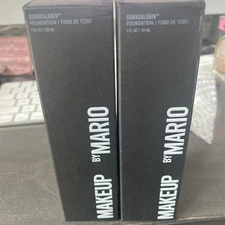 SURREALSKIN™
FOUNDATION / FOND DE TEINT
1 FL OZ / 30 ML
MAKEUP BY MARIO
SURREALSKIN™
FOUNDATION / FOND DE TEINT
1 FL OZ / 30 ML
MAKEUP BY MARIO